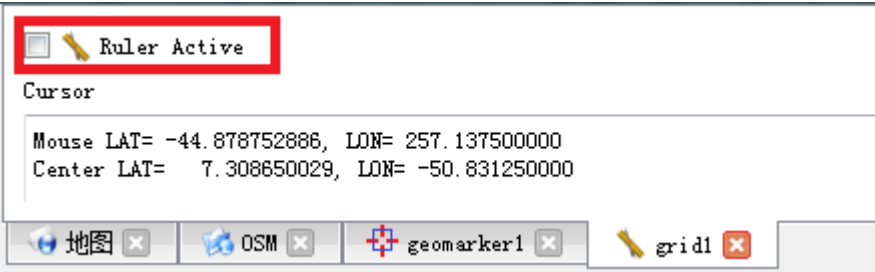 Ruler Active
Cursor
Mouse LAT= -44.878752886, LON= 257.137500000
Center LAT=   7.308650029, LON= -50.831250000
地图 OSM geomarker1 grid1